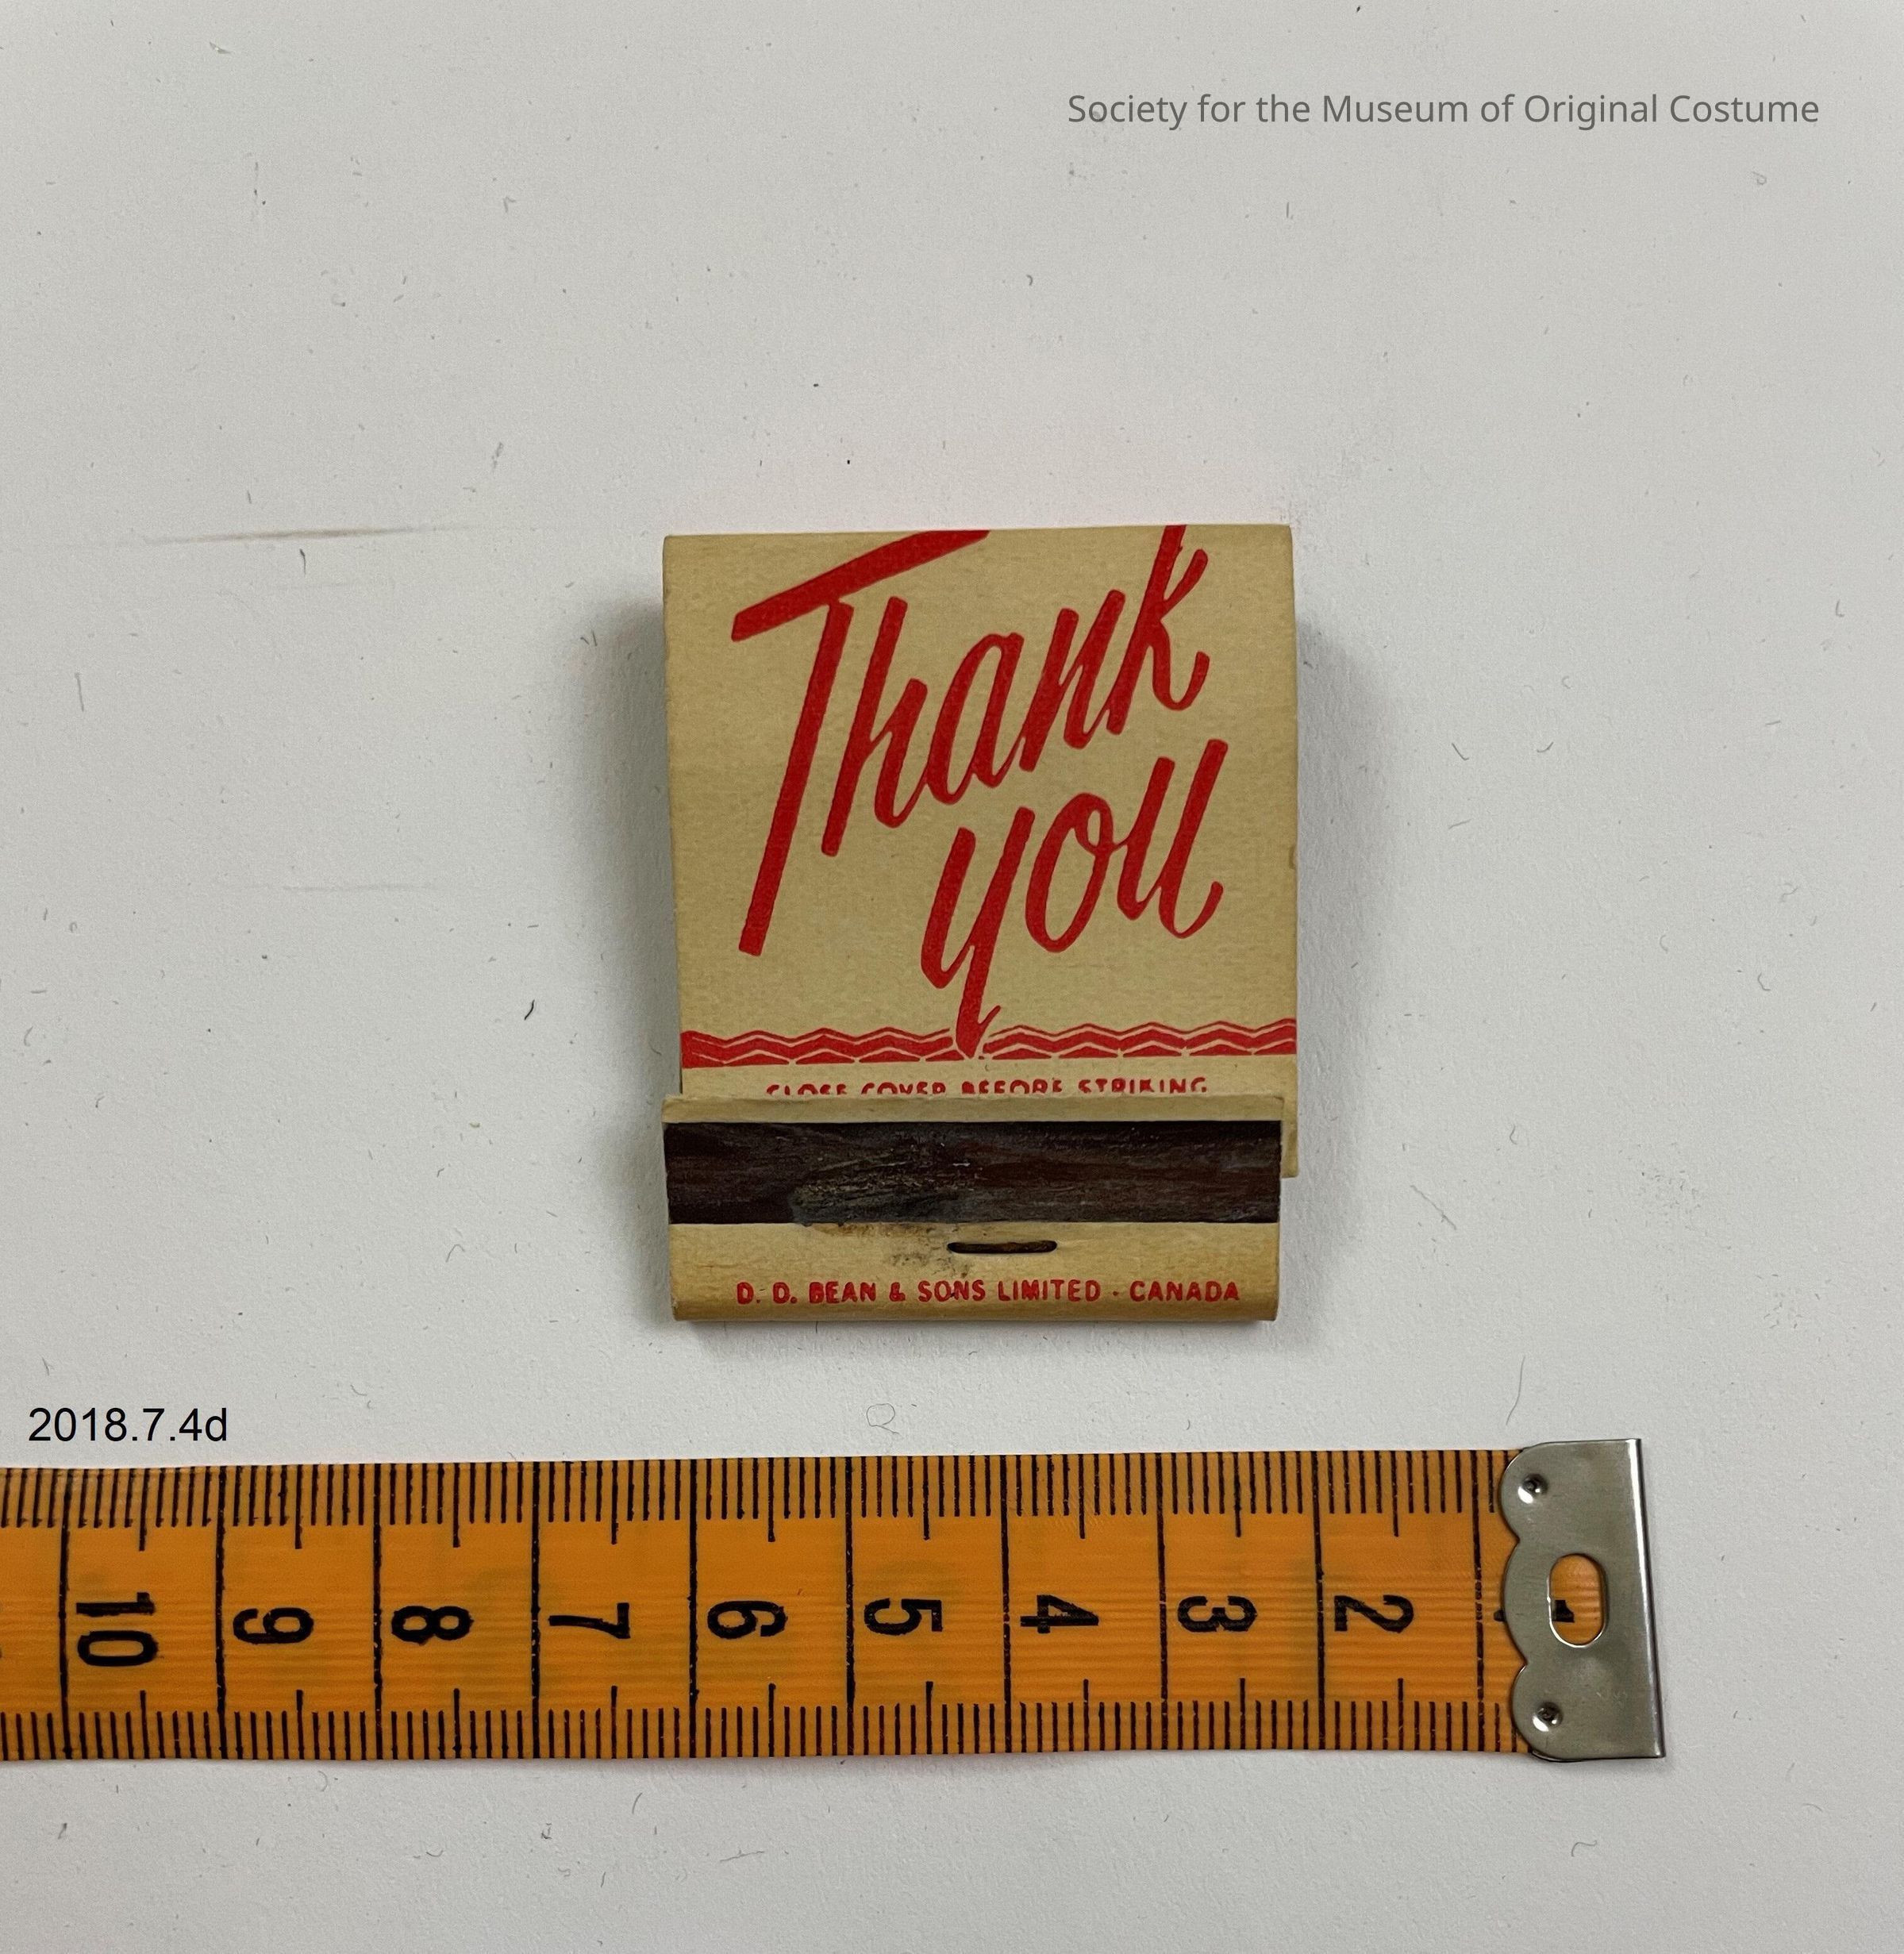 Society for the Museum of Original Costume
Thank
you
CLOSE COVER BEFORE STRIKING
D. D. BEAN & SONS LIMITED · CANADA
2018.7.4d
10 9 8 7 6 5 4 3 2 1